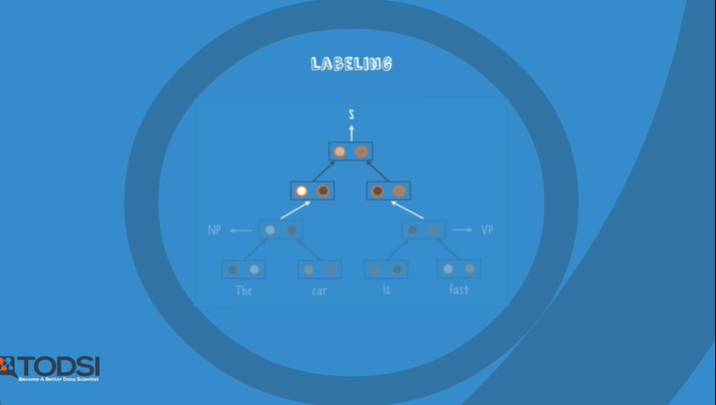 LABELING
S
NP
VP
The
car
is
fast
TODSI
Become A Better Data Scientist